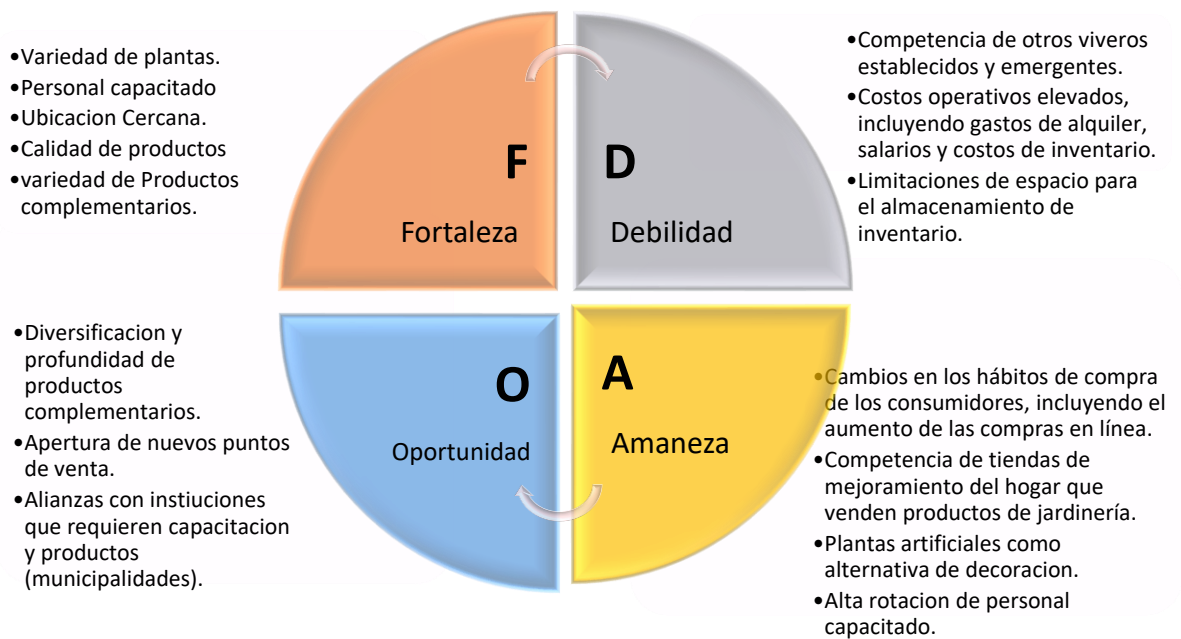 •Variedad de plantas.
•Personal capacitado
•Ubicacion Cercana.
•Calidad de productos
•variedad de Productos
complementarios.
F
Fortaleza
D
Debilidad
•Competencia de otros viveros
establecidos y emergentes.
•Costos operativos elevados,
incluyendo gastos de alquiler,
salarios y costos de inventario.
•Limitaciones de espacio para
el almacenamiento de
inventario.
•Diversificacion y
profundidad de
productos
complementarios.
•Apertura de nuevos puntos
de venta.
•Alianzas con instiuciones
que requieren capacitacion
y productos
(municipalidades).
O
Oportunidad
A
Amaneza
•Cambios en los hábitos de compra
de los consumidores, incluyendo el
aumento de las compras en línea.
•Competencia de tiendas de
mejoramiento del hogar que
venden productos de jardinería.
•Plantas artificiales como
alternativa de decoracion.
•Alta rotacion de personal
capacitado.